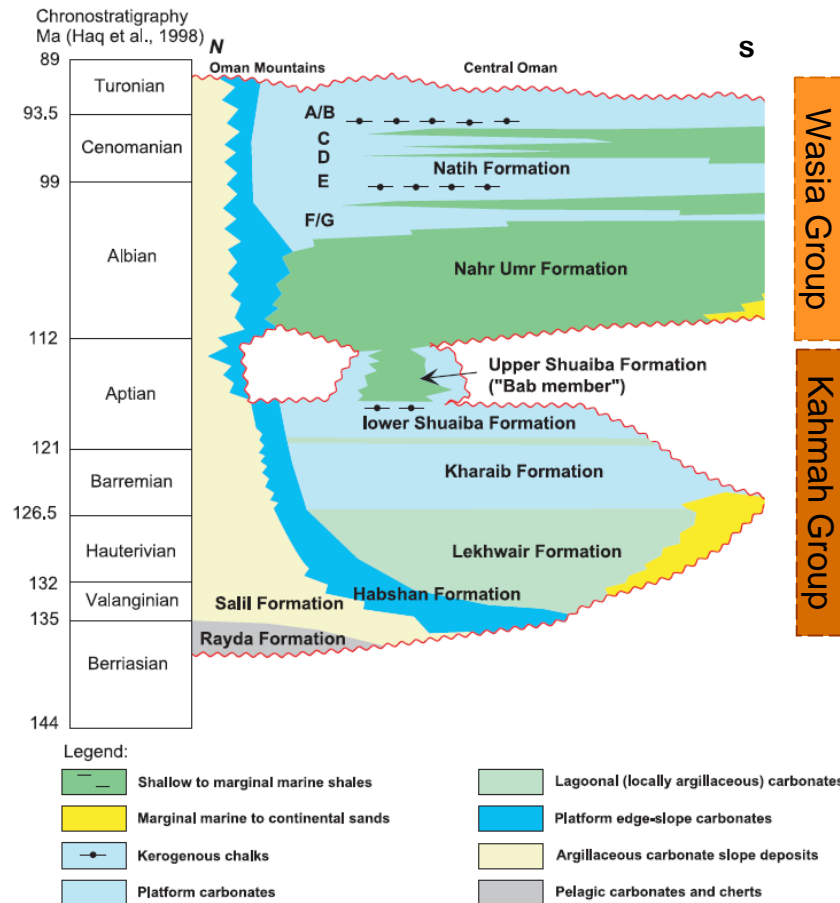 Chronostratigraphy
Ma (Haq et al., 1998)
N
S
Oman Mountains
Central Oman
89
Turonian
93,5
Cenomanian
99
Albian
112
Aptian
121
Barremian
126.5
Hauterivian
132
Valanginian
135
Berriasian
144
A/B
C
D
Natih Formation
E
F/G
Nahr Umr Formation
Upper Shuaiba Formation
("Bab member")
lower Shuaiba Formation
Kharaib Formation
Lekhwair Formation
Habshan Formation
Salil Formation
Rayda Formation
Wasia Group
Kahmah Group
Legend:
Shallow to marginal marine shales
Marginal marine to continental sands
Kerogenous chalks
Platform carbonates
Lagoonal (locally argillaceous) carbonates
Platform edge-slope carbonates
Argillaceous carbonate slope deposits
Pelagic carbonates and cherts